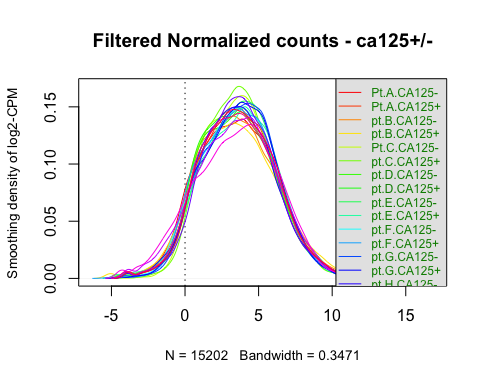 Filtered Normalized counts - ca125+/-
Smoothing density of log2-CPM
0.15
0.10
0.05
0.00
-5 0 5 10 15
N = 15202 Bandwidth = 0.3471
Pt.A.CA125-
Pt.A.CA125+
pt.B.CA125-
pt.B.CA125+
Pt.C.CA125-
pt.C.CA125+
pt.D.CA125-
pt.D.CA125+
pt.E.CA125-
pt.E.CA125+
pt.F.CA125-
pt.F.CA125+
pt.G.CA125-
pt.G.CA125+
pt.H.CA125-